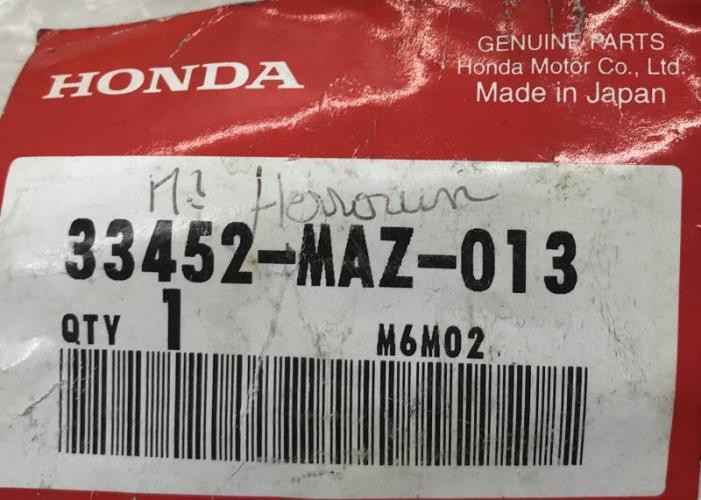 HONDA
GENUINE PARTS
Honda Motor Co., Ltd.
Made in Japan
33452-MAZ-013
QTY 1 M6M02